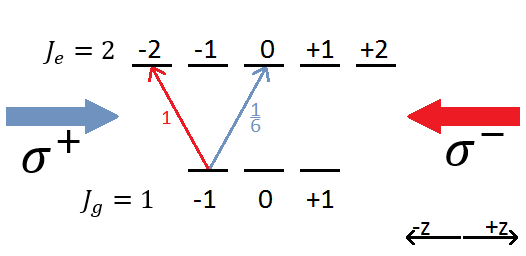 J_e = 2 -2 -1 0 +1 +2
1 1/6
σ⁺ σ⁻
J_g = 1 -1 0 +1
-z +z